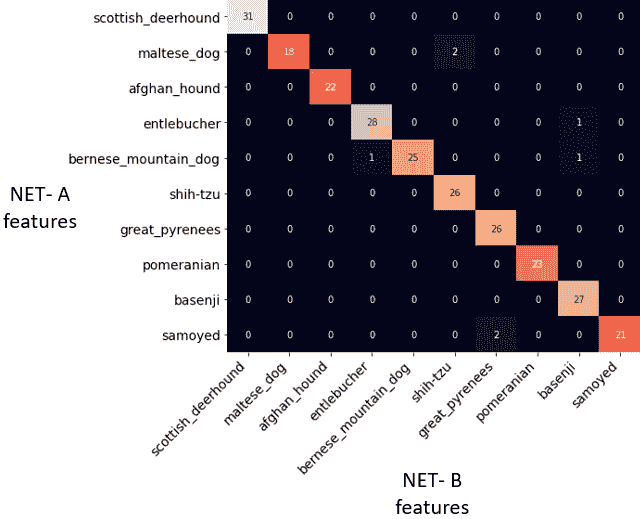 scottish_deerhound 31 0 0 0 0 0 0 0 0 0
maltese_dog 0 18 0 0 0 2 0 0 0 0
afghan_hound 0 0 22 0 0 0 0 0 0 0
entlebucher 0 0 0 28 0 0 0 0 1 0
bernese_mountain_dog 0 0 0 1 25 0 0 0 1 0
shih-tzu 0 0 0 0 0 26 0 0 0 0
great_pyrenees 0 0 0 0 0 0 26 0 0 0
pomeranian 0 0 0 0 0 0 0 23 0 0
basenji 0 0 0 0 0 0 0 0 27 0
samoyed 0 0 0 0 0 0 2 0 0 21
NET- A
features
scottish_deerhound
maltese_dog
afghan_hound
entlebucher
bernese_mountain_dog
shih-tzu
great_pyrenees
pomeranian
basenji
samoyed
NET- B
features